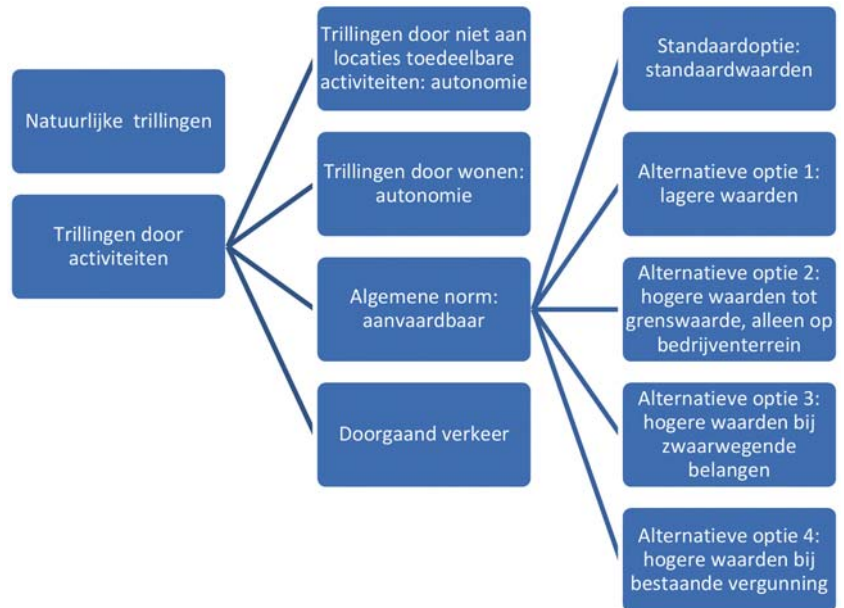 Natuurlijke trillingen
Trillingen door
activiteiten
Trillingen door niet aan
locaties toedeelbare
activiteiten: autonomie
Trillingen door wonen:
autonomie
Algemene norm:
aanvaardbaar
Doorgaand verkeer
Standaardoptie:
standaardwaarden
Alternatieve optie 1:
lagere waarden
Alternatieve optie 2:
hogere waarden tot
grenswaarde, alleen op
bedrijventerrein
Alternatieve optie 3:
hogere waarden bij
zwaarwegende
belangen
Alternatieve optie 4:
hogere waarden bij
bestaande vergunning